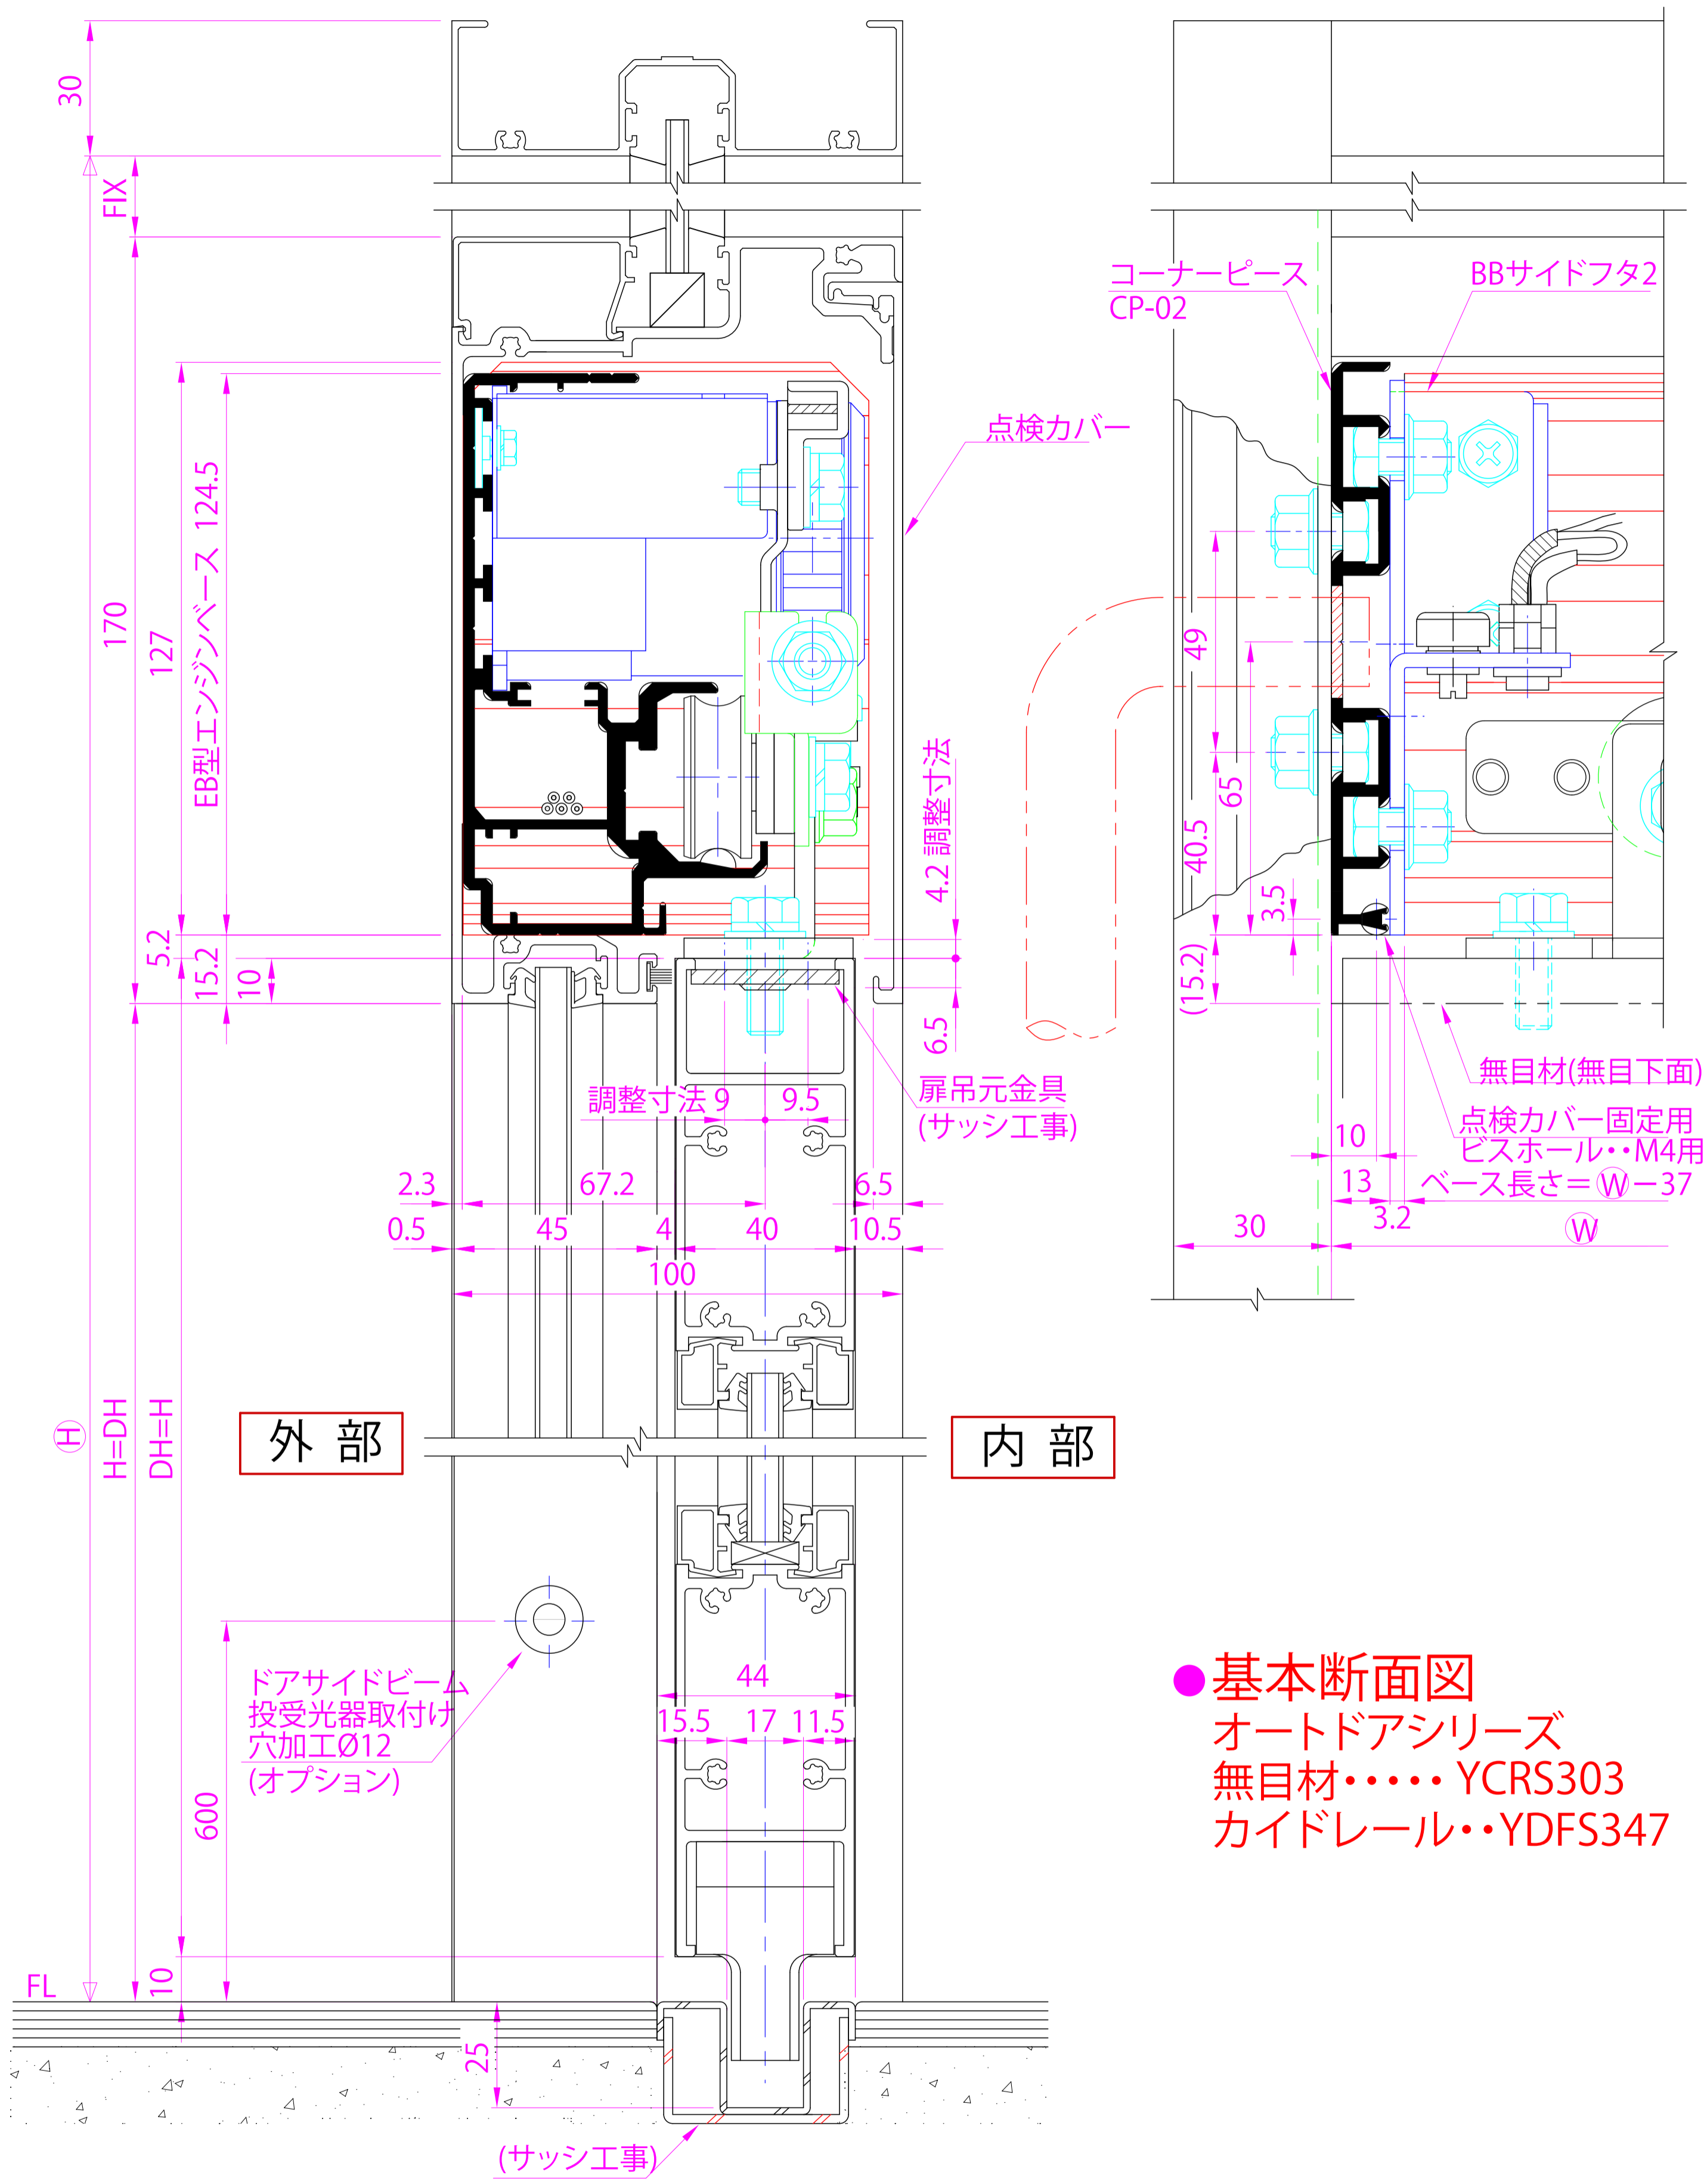 30
FIX
170
127
EB型エンジンベース 124.5
5.2
15.2
10
H
H=DH
DH=H
600
10
FL
点検カバー
4.2 調整寸法
6.5
扉吊元金具
(サッシ工事)
調整寸法 9
9.5
2.3
67.2
6.5
0.5
45
4
40
10.5
100
外 部
内 部
ドアサイドビーム
投受光器取付け
穴加工Ø12
(オプション)
44
15.5
17
11.5
25
(サッシ工事)
コーナーピース
CP-02
BBサイドフタ2
49
65
40.5
3.5
(15.2)
無目材(無目下面)
点検カバー固定用
ビスホール・・M4用
10
13
ベース長さ=Wー37
3.2
30
W
●基本断面図
オートドアシリーズ
無目材・・・・・ YCRS303
カイドレール・・YDFS347